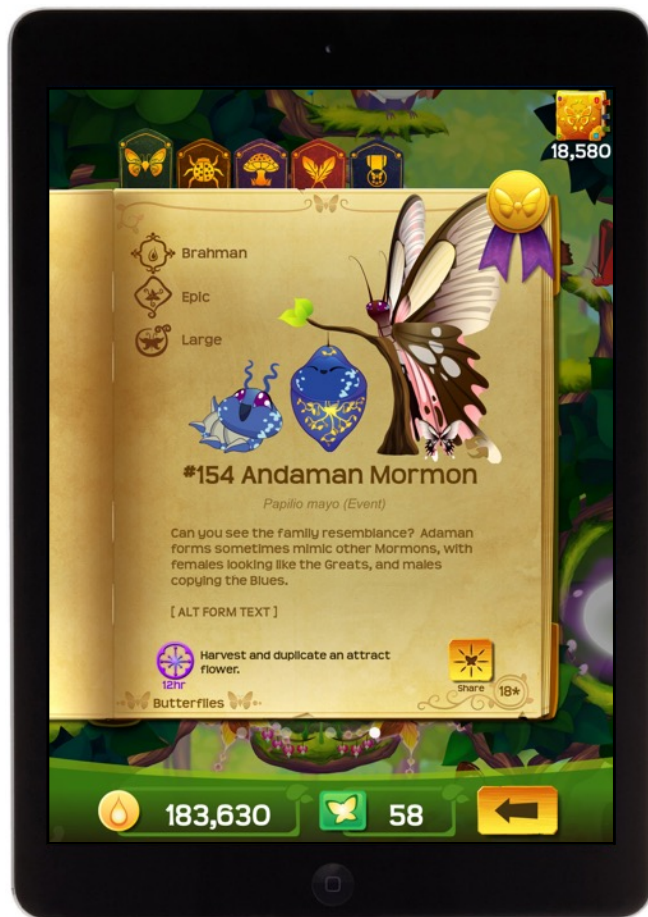 18,580
Brahman
Epic
Large
#154 Andaman Mormon
Papilio mayo (Event)
Can you see the family resemblance? Adaman
forms sometimes mimic other Mormons, with
females looking like the Greats, and males
copying the Blues.
[ ALT FORM TEXT ]
Harvest and duplicate an attract
flower.
12hr
Share
18*
Butterflies
183,630
58